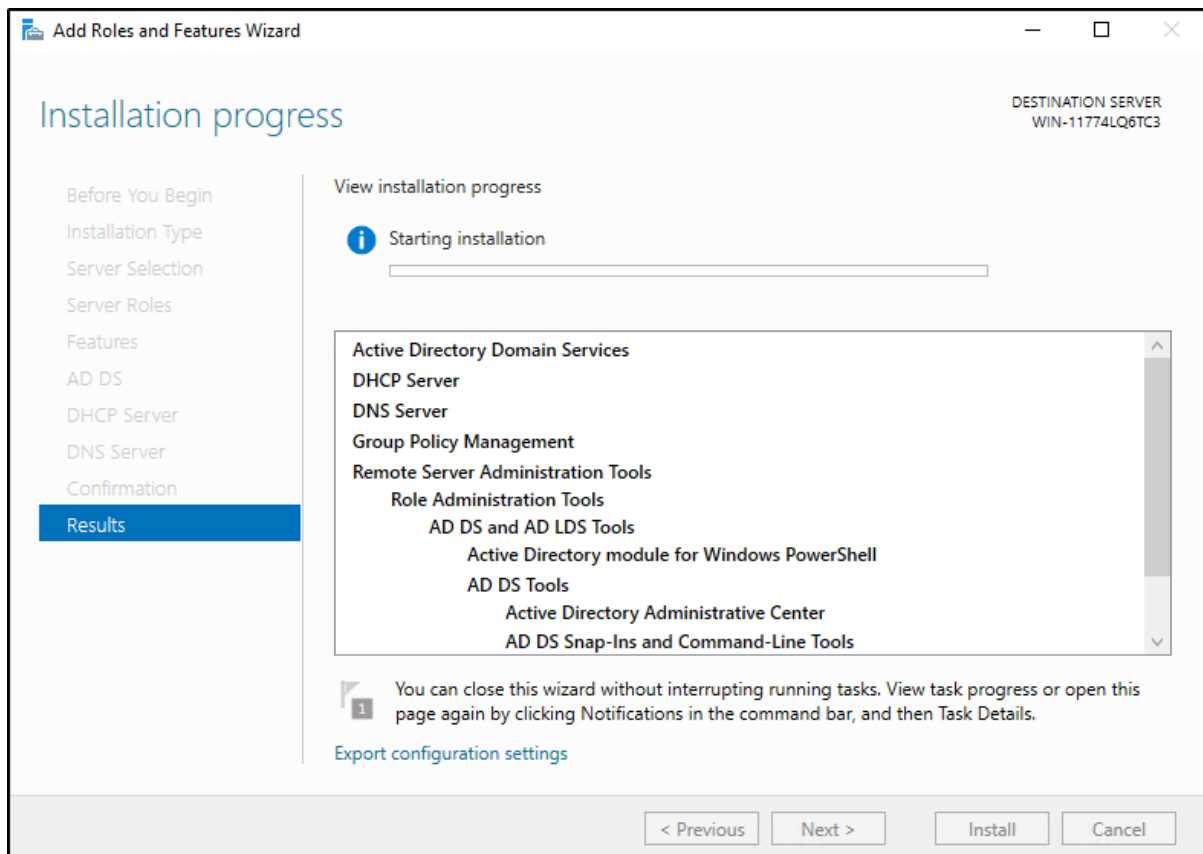 Add Roles and Features Wizard
Installation progress
DESTINATION SERVER
WIN-11774LQ6TC3
Before You Begin
Installation Type
Server Selection
Server Roles
Features
AD DS
DHCP Server
DNS Server
Confirmation
Results
View installation progress
Starting installation
Active Directory Domain Services
DHCP Server
DNS Server
Group Policy Management
Remote Server Administration Tools
Role Administration Tools
AD DS and AD LDS Tools
Active Directory module for Windows PowerShell
AD DS Tools
Active Directory Administrative Center
AD DS Snap-Ins and Command-Line Tools
1
You can close this wizard without interrupting running tasks. View task progress or open this
page again by clicking Notifications in the command bar, and then Task Details.
Export configuration settings
< Previous
Next >
Install
Cancel